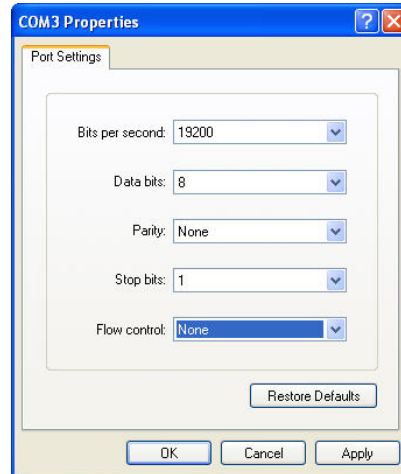 COM3 Properties
Port Settings
Bits per second: 19200
Data bits: 8
Parity: None
Stop bits: 1
Flow control: None
Restore Defaults
OK Cancel Apply